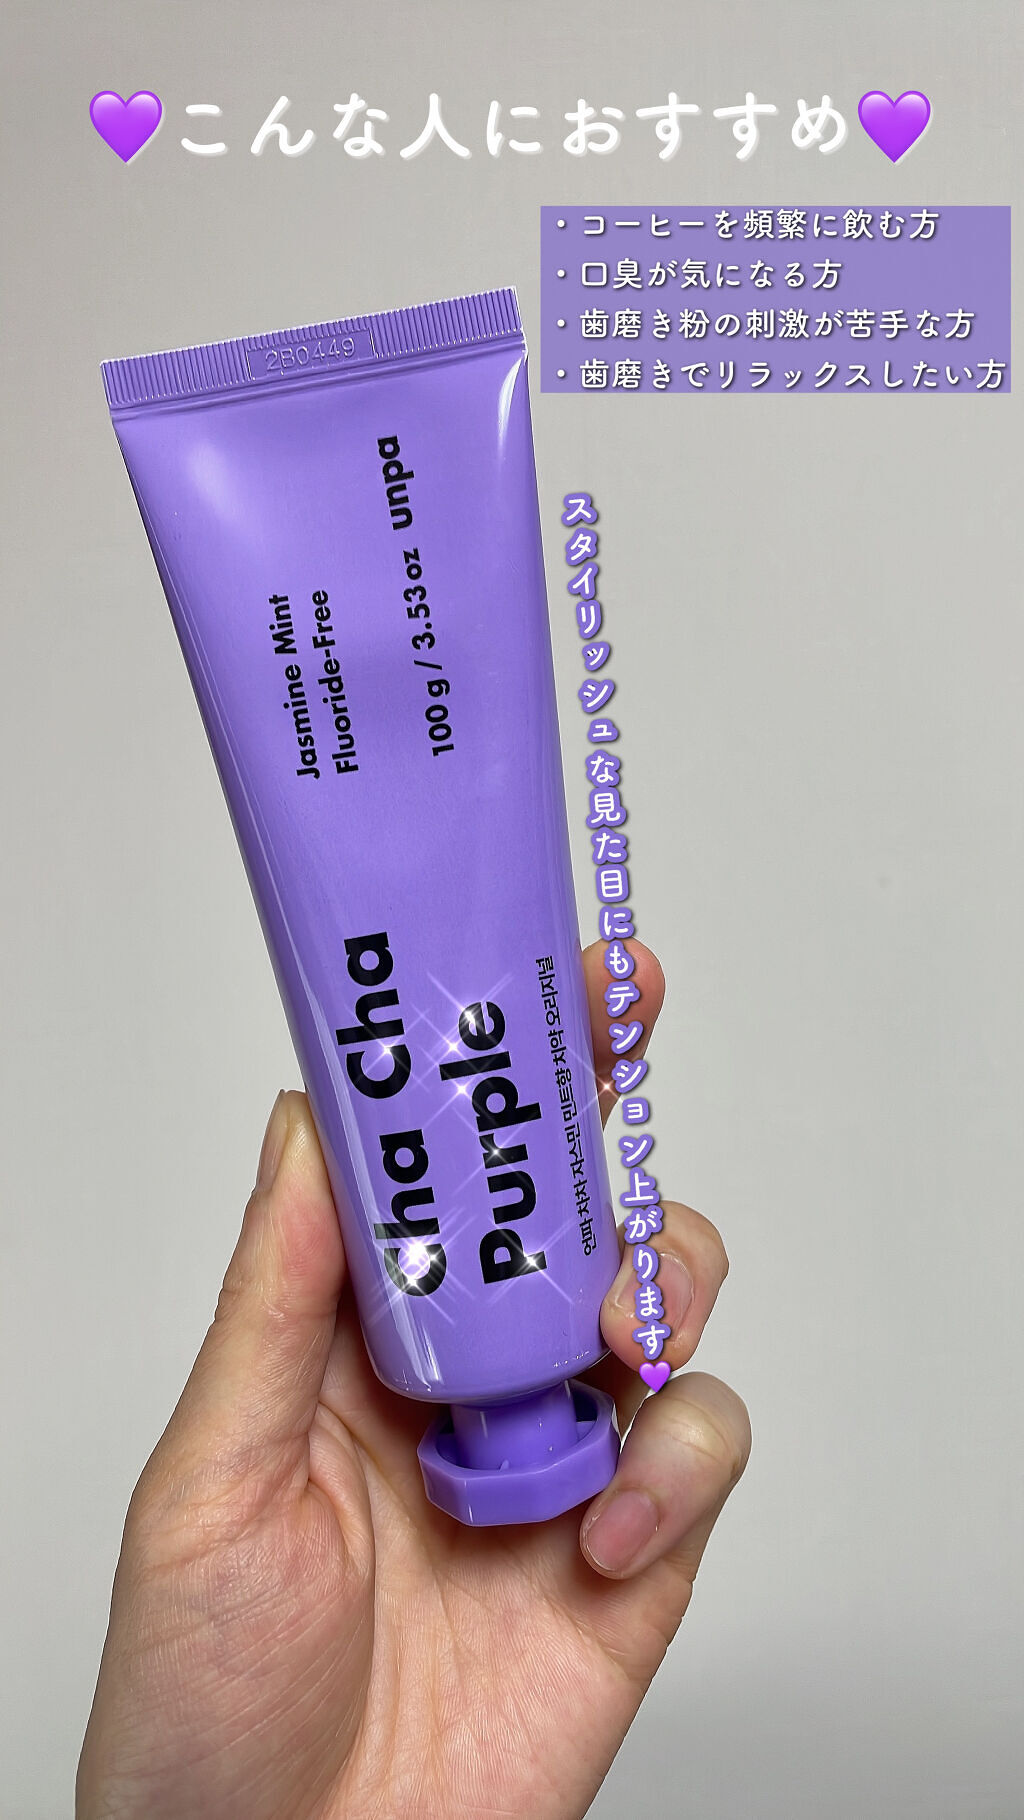 💜こんな人におすすめ💜
・コーヒーを頻繁に飲む方
・口臭が気になる方
・歯磨き粉の刺激が苦手な方
・歯磨きでリラックスしたい方
スタイリッシュな見た目にもテンション上がります💜
2B0449
Jasmine Mint
Fluoride-Free
100 g / 3.53 oz unpa
Cha Cha
Purple
언파 차차 자스민 민트향 치약 오리지널